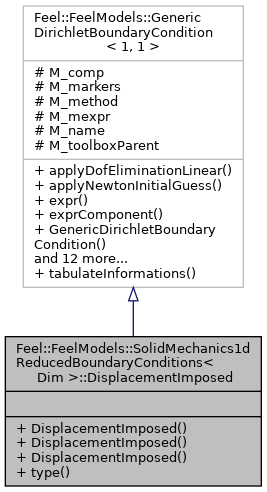 Feel::FeelModels::Generic
DirichletBoundaryCondition
< 1, 1 >
# M_comp
# M_markers
# M_method
# M_mexpr
# M_name
# M_toolboxParent
+ applyDofEliminationLinear()
+ applyNewtonInitialGuess()
+ expr()
+ exprComponent()
+ GenericDirichletBoundary
Condition()
and 12 more...
+ tabulateInformations()
Feel::FeelModels::SolidMechanics1d
ReducedBoundaryConditions<
Dim >::DisplacementImposed
+ DisplacementImposed()
+ DisplacementImposed()
+ DisplacementImposed()
+ type()